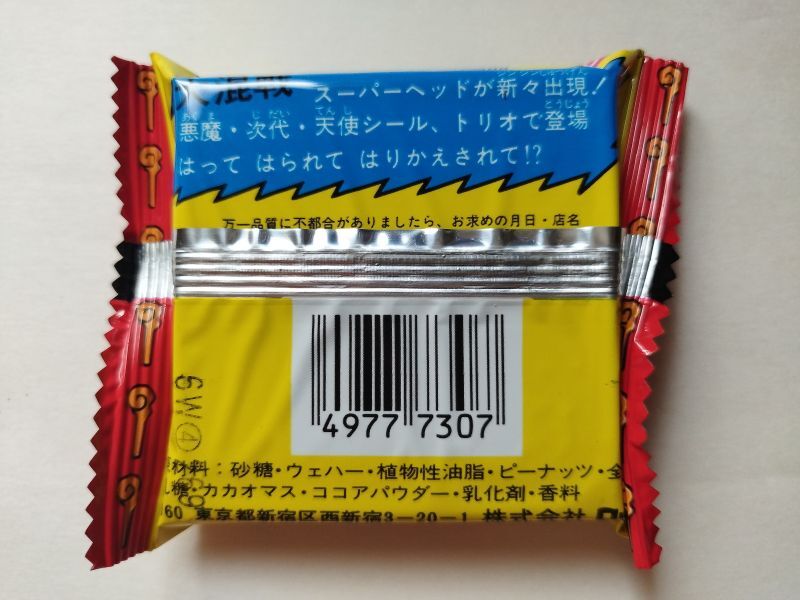 大混戦 スーパーヘッドが新々出現!
悪魔・次代・天使シール、トリオで登場
はって はられて はりかえされて!?
万一品質に不都合がありましたら、お求めの月日・店名
4977 7307
6W④
69
材料:砂糖・ウェハー・植物性油脂・ピーナッツ・全
糖・カカオマス・ココアパウダー・乳化剤・香料
60 東京都新宿区西新宿3-20-1 株式会社ロッ